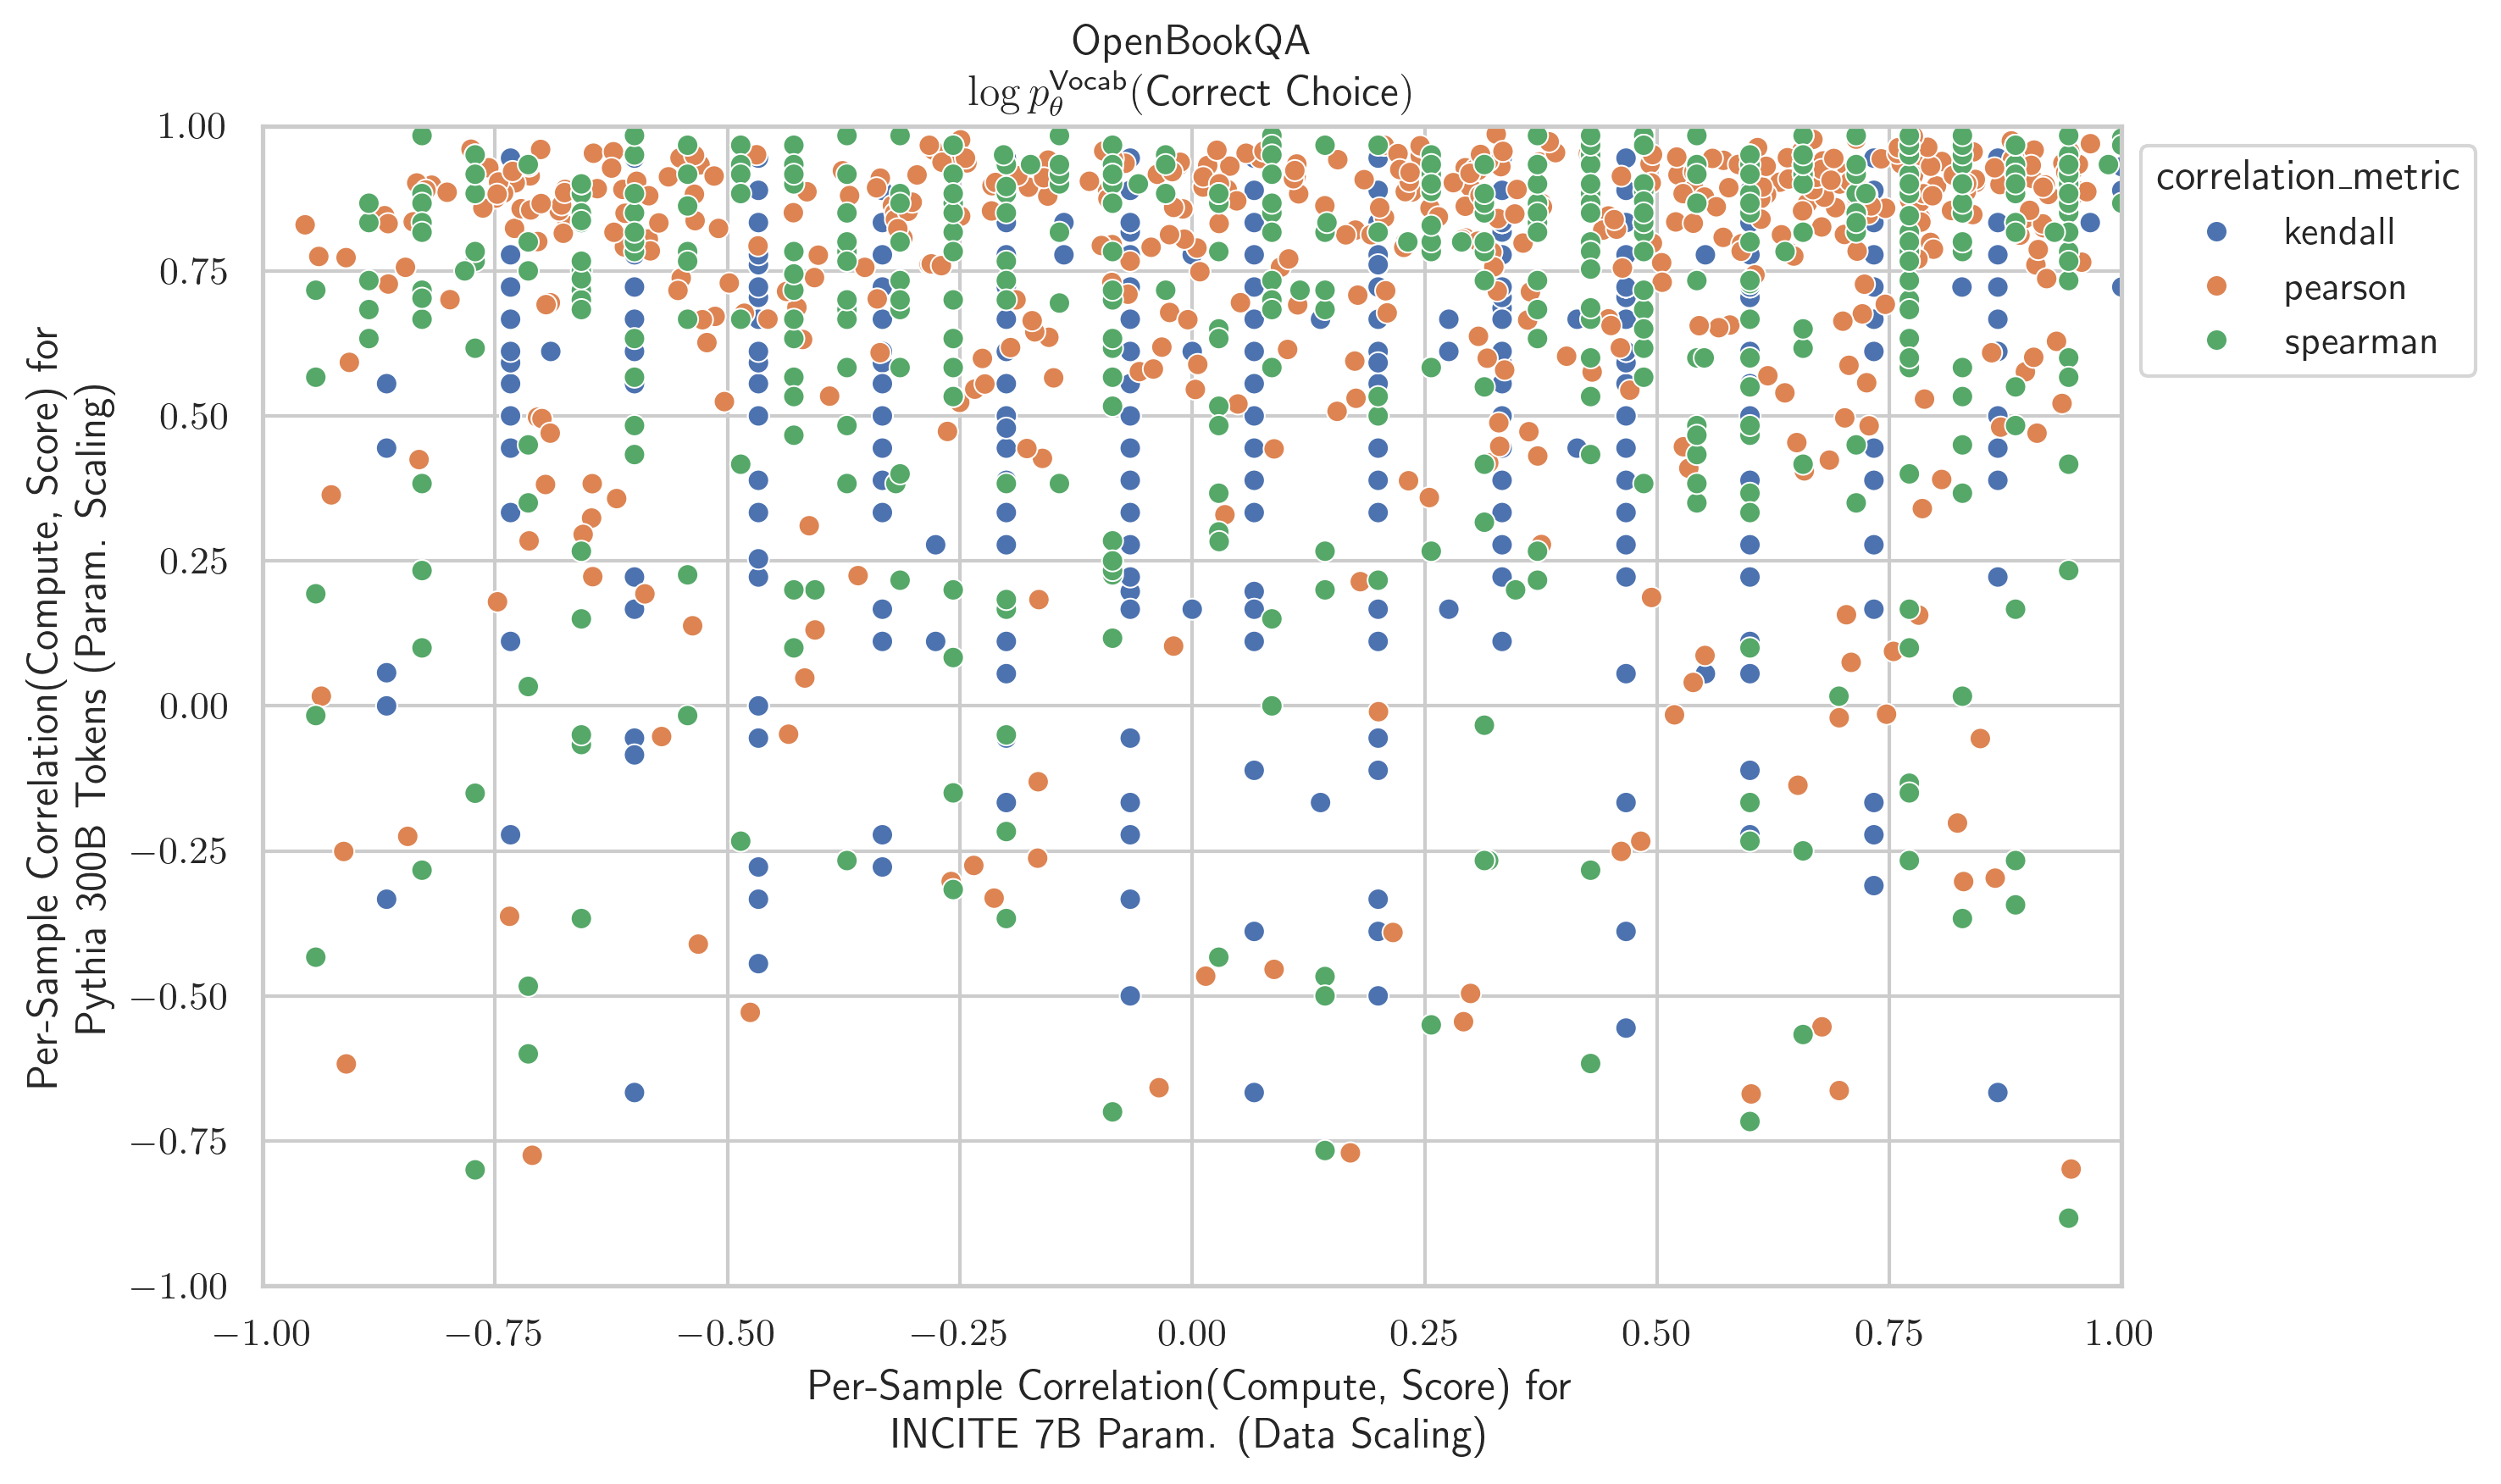 OpenBookQA
log p_θ^Vocab(Correct Choice)
1.00
0.75
0.50
0.25
0.00
−0.25
−0.50
−0.75
−1.00
Per-Sample Correlation(Compute, Score) for
Pythia 300B Tokens (Param. Scaling)
correlation_metric
kendall
pearson
spearman
−1.00 −0.75 −0.50 −0.25 0.00 0.25 0.50 0.75 1.00
Per-Sample Correlation(Compute, Score) for
INCITE 7B Param. (Data Scaling)